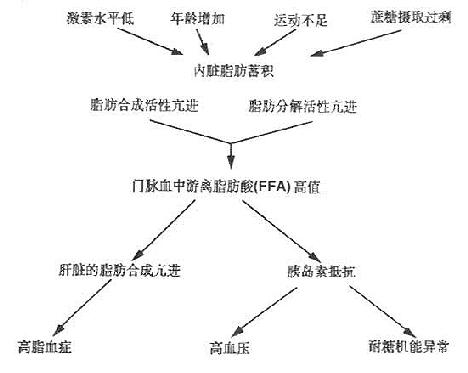 激素水平低 年龄增加 运动不足 蔗糖摄取过剩
内脏脂肪蓄积
脂肪合成活性亢进 脂肪分解活性亢进
门脉血中游离脂肪酸(FFA)高值
肝脏的脂肪合成亢进 胰岛素抵抗
高脂血症 高血压 耐糖机能异常